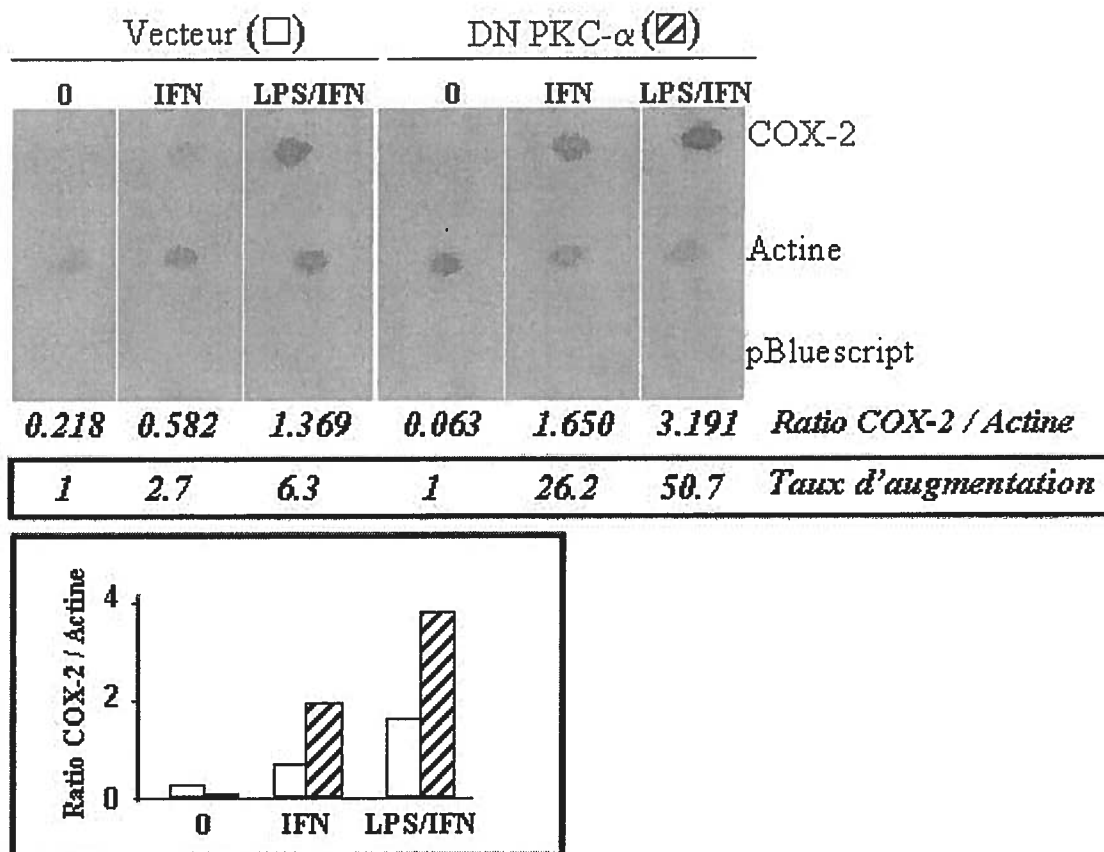 Vecteur (□) DN PKC-α (▨)
0 IFN LPS/IFN 0 IFN LPS/IFN
COX-2
Actine
pBluescript
0.218 0.582 1.369 0.063 1.650 3.191 Ratio COX-2 / Actine
1 2.7 6.3 1 26.2 50.7 Taux d'augmentation
Ratio COX-2 / Actine
4
2
0
0 IFN LPS/IFN